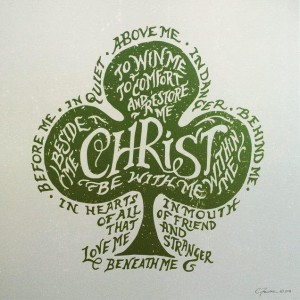 BEFORE ME · IN QUIET · ABOVE ME · IN DANGER · BEHIND ME ·
TO WIN ME
TO COMFORT
AND RESTORE
ME
BESIDE
ME
CHRIST
WITHIN
ME
BE WITH ME
IN HEARTS
OF ALL
THAT
LOVE ME
IN MOUTH
OF FRIEND
AND
STRANGER
BENEATH ME